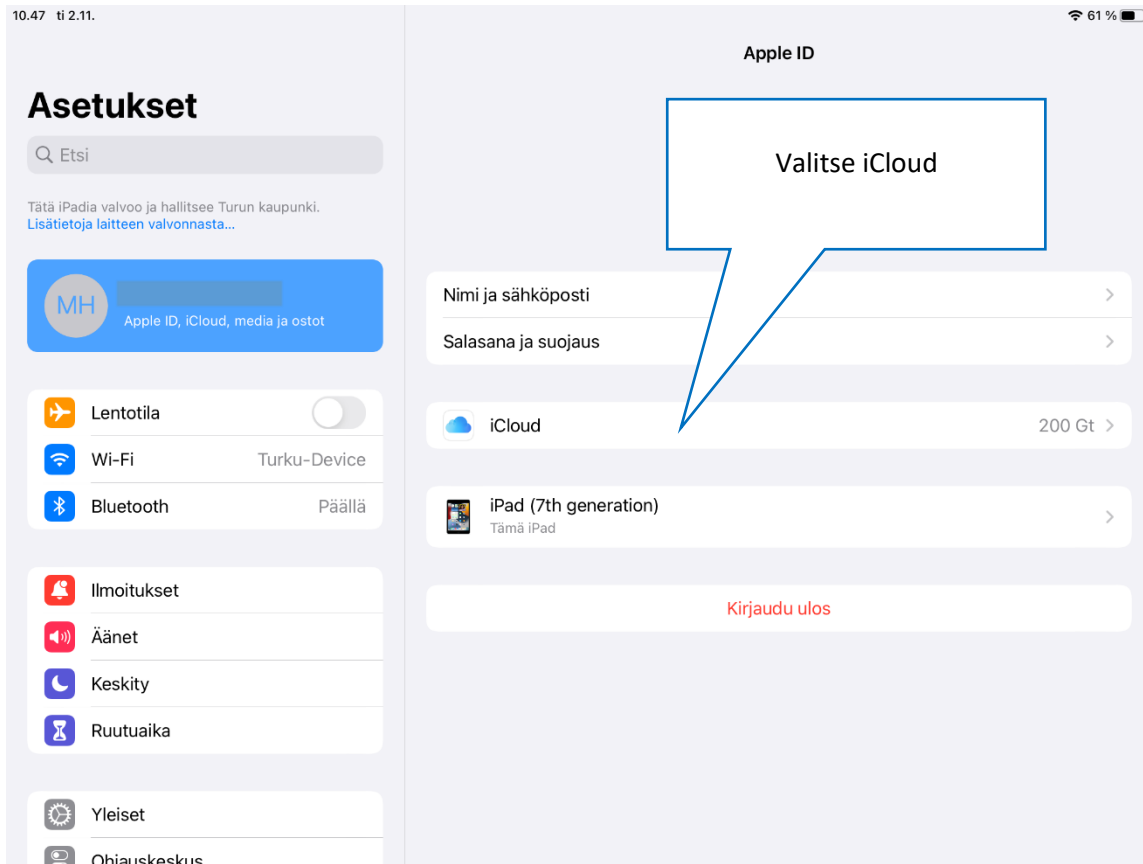 10.47 ti 2.11.
61 %
Asetukset
Etsi
Tätä iPadia valvoo ja hallitsee Turun kaupunki.
Lisätietoja laitteen valvonnasta...
MH
Apple ID, iCloud, media ja ostot
Lentotila
Wi-Fi Turku-Device
Bluetooth Päällä
Ilmoitukset
Äänet
Keskity
Ruutuaika
Yleiset
Ohjauskeskus
Apple ID
Valitse iCloud
Nimi ja sähköposti
Salasana ja suojaus
iCloud 200 Gt
iPad (7th generation)
Tämä iPad
Kirjaudu ulos